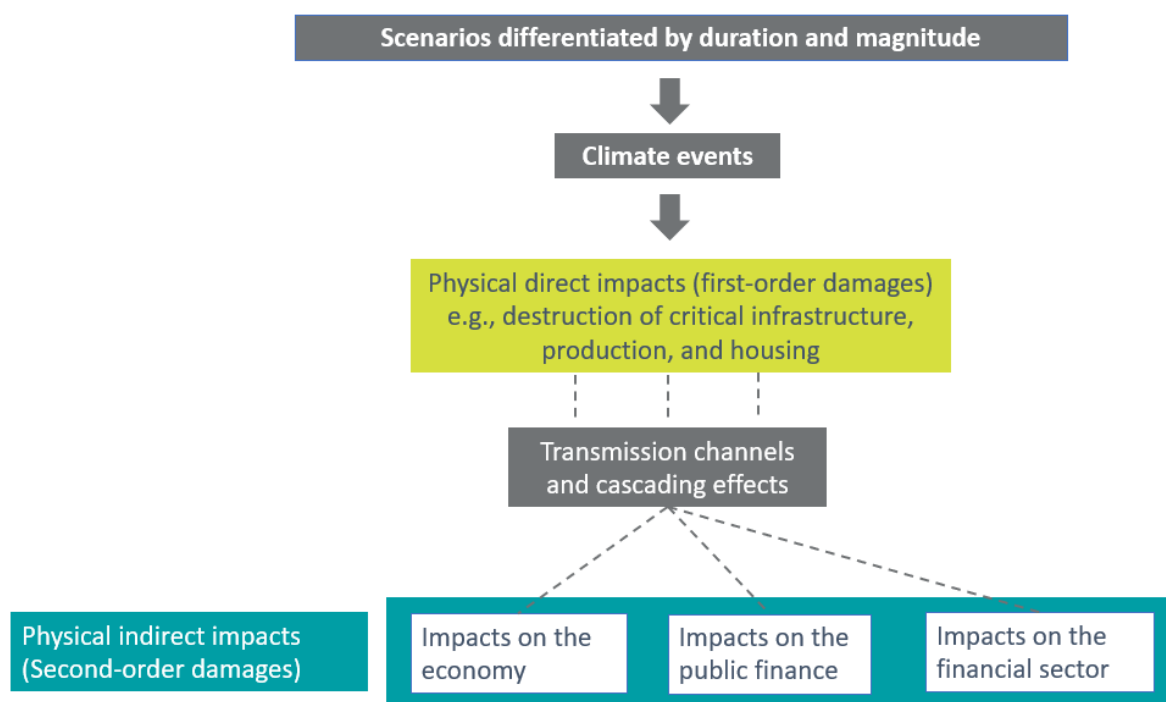 Scenarios differentiated by duration and magnitude
Climate events
Physical direct impacts (first-order damages)
e.g., destruction of critical infrastructure,
production, and housing
Transmission channels
and cascading effects
Physical indirect impacts
(Second-order damages)
Impacts on the
economy
Impacts on the
public finance
Impacts on the
financial sector